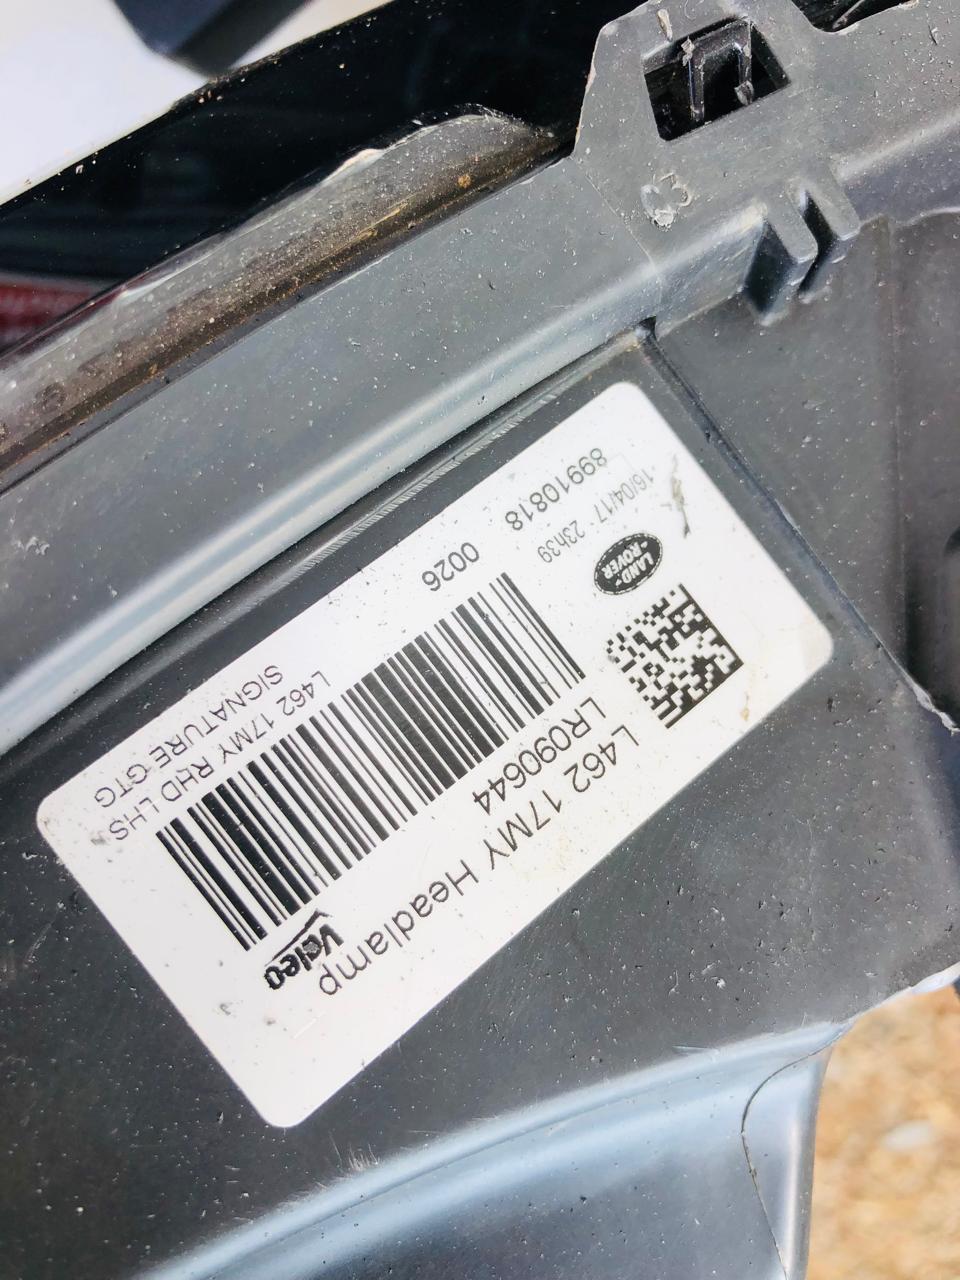 L462 17MY Headlamp
LR090644
LAND
ROVER
16/04/17 - 23h39
89910818
0026
L462 17MY RHD LHS
SIGNATURE GTG
Valeo